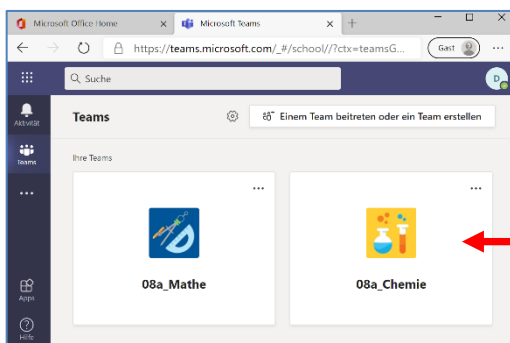 Microsoft Office Home
Microsoft Teams
https://teams.microsoft.com/_#/school//?ctx=teamsG...
Gast
Suche
D
Aktivität
Teams
Teams
Einem Team beitreten oder ein Team erstellen
Ihre Teams
08a_Mathe
08a_Chemie
Apps
Hilfe